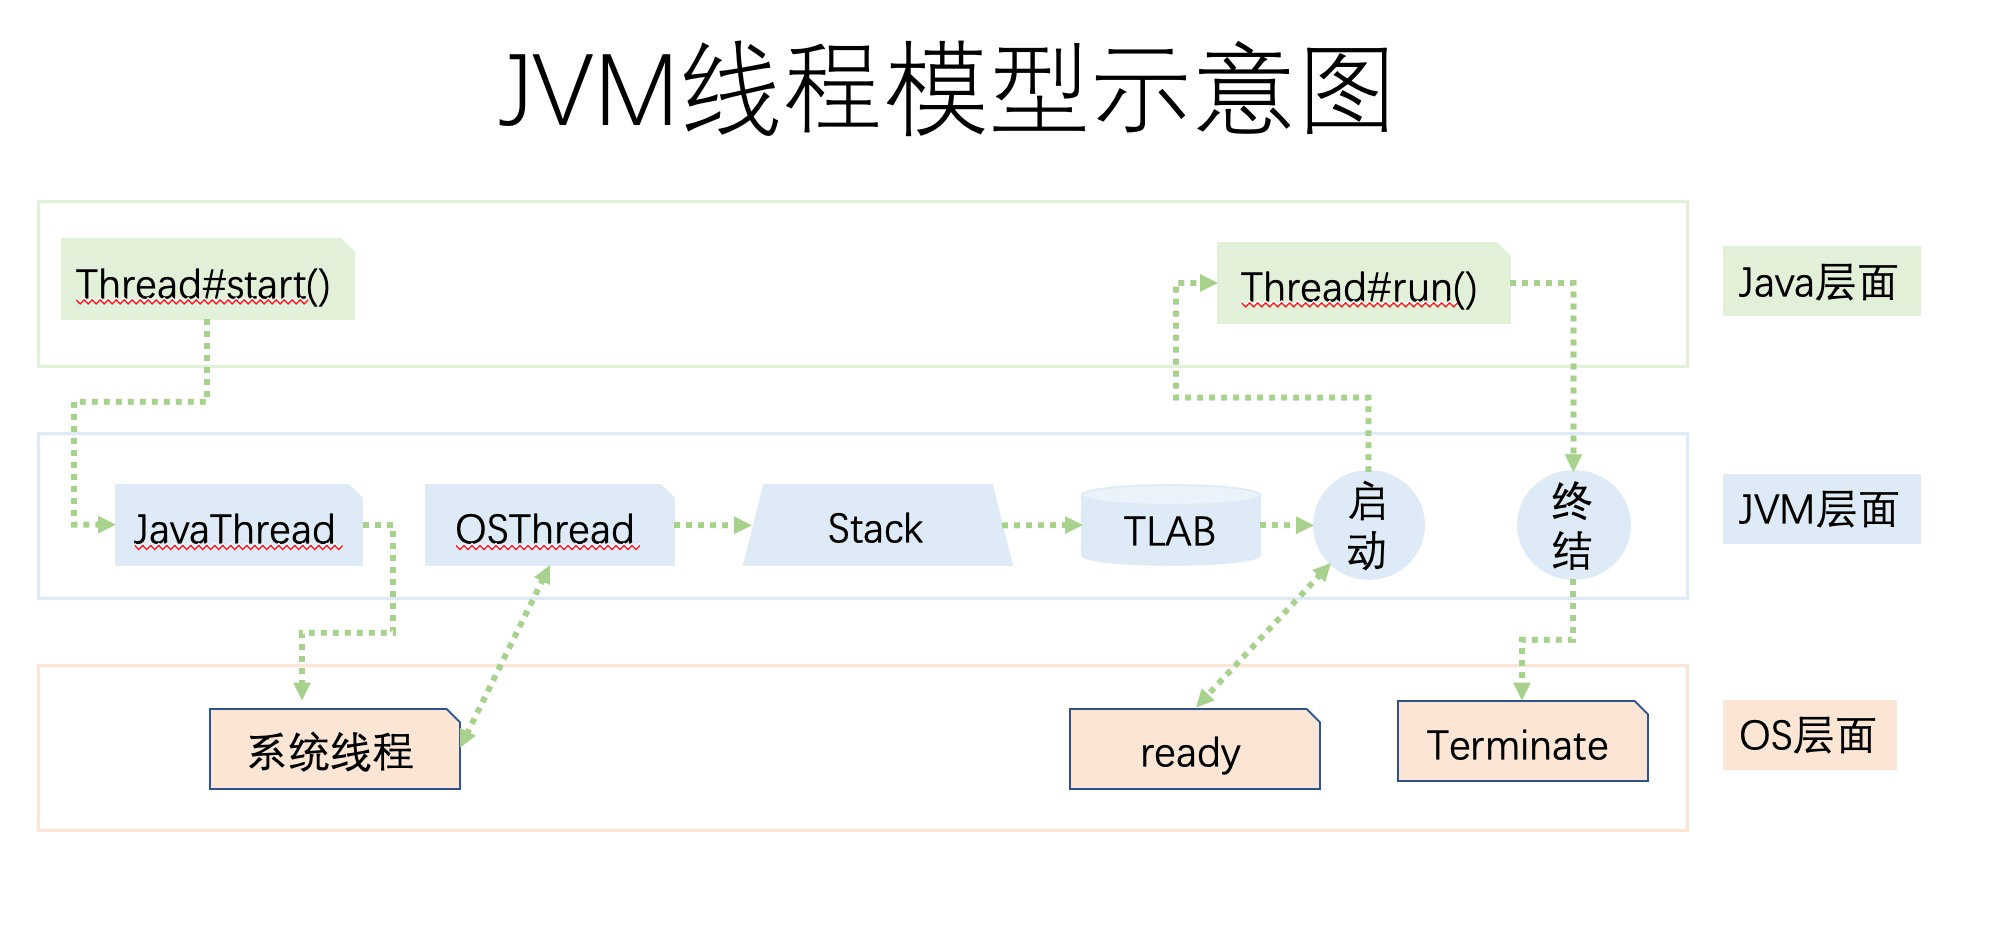 JVM线程模型示意图
Thread#start()
Thread#run()
Java层面
JavaThread
OSThread
Stack
TLAB
启
动
终
结
JVM层面
系统线程
ready
Terminate
OS层面